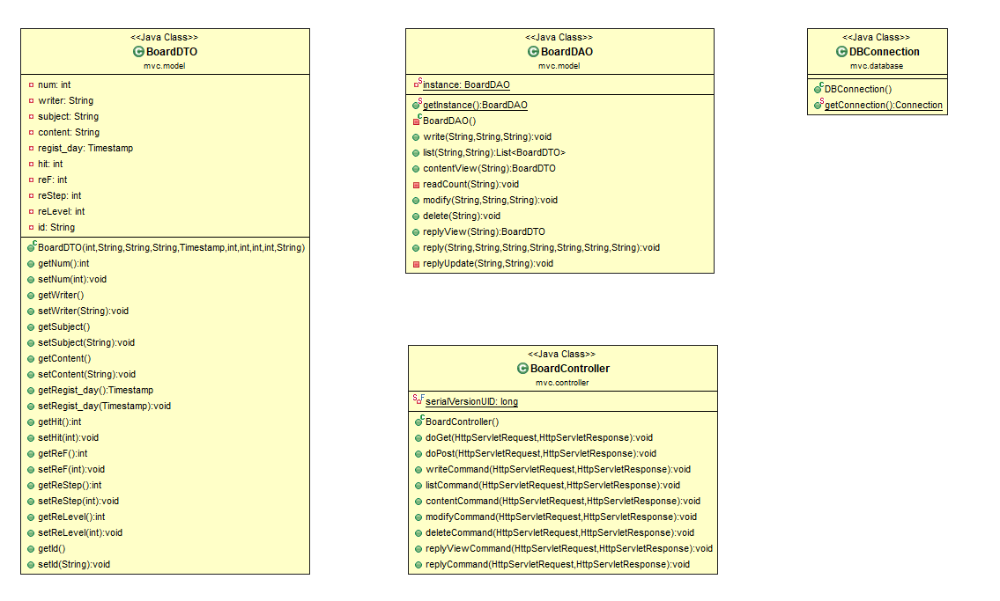 <<Java Class>>
BoardDTO
mvc.model
num: int
writer: String
subject: String
content: String
regist_day: Timestamp
hit: int
reF: int
reStep: int
reLevel: int
id: String
BoardDTO(int,String,String,String,Timestamp,int,int,int,int,String)
getNum():int
setNum(int):void
getWriter()
setWriter(String):void
getSubject()
setSubject(String):void
getContent()
setContent(String):void
getRegist_day():Timestamp
setRegist_day(Timestamp):void
getHit():int
setHit(int):void
getReF():int
setReF(int):void
getReStep():int
setReStep(int):void
getReLevel():int
setReLevel(int):void
getId()
setId(String):void
<<Java Class>>
BoardDAO
mvc.model
instance: BoardDAO
getInstance():BoardDAO
BoardDAO()
write(String,String,String):void
list(String,String):List<BoardDTO>
contentView(String):BoardDTO
readCount(String):void
modify(String,String,String):void
delete(String):void
replyView(String):BoardDTO
reply(String,String,String,String,String,String,String):void
replyUpdate(String,String):void
<<Java Class>>
BoardController
mvc.controller
serialVersionUID: long
BoardController()
doGet(HttpServletRequest,HttpServletResponse):void
doPost(HttpServletRequest,HttpServletResponse):void
writeCommand(HttpServletRequest,HttpServletResponse):void
listCommand(HttpServletRequest,HttpServletResponse):void
contentCommand(HttpServletRequest,HttpServletResponse):void
modifyCommand(HttpServletRequest,HttpServletResponse):void
deleteCommand(HttpServletRequest,HttpServletResponse):void
replyViewCommand(HttpServletRequest,HttpServletResponse):void
replyCommand(HttpServletRequest,HttpServletResponse):void
<<Java Class>>
DBConnection
mvc.database
DBConnection()
getConnection():Connection